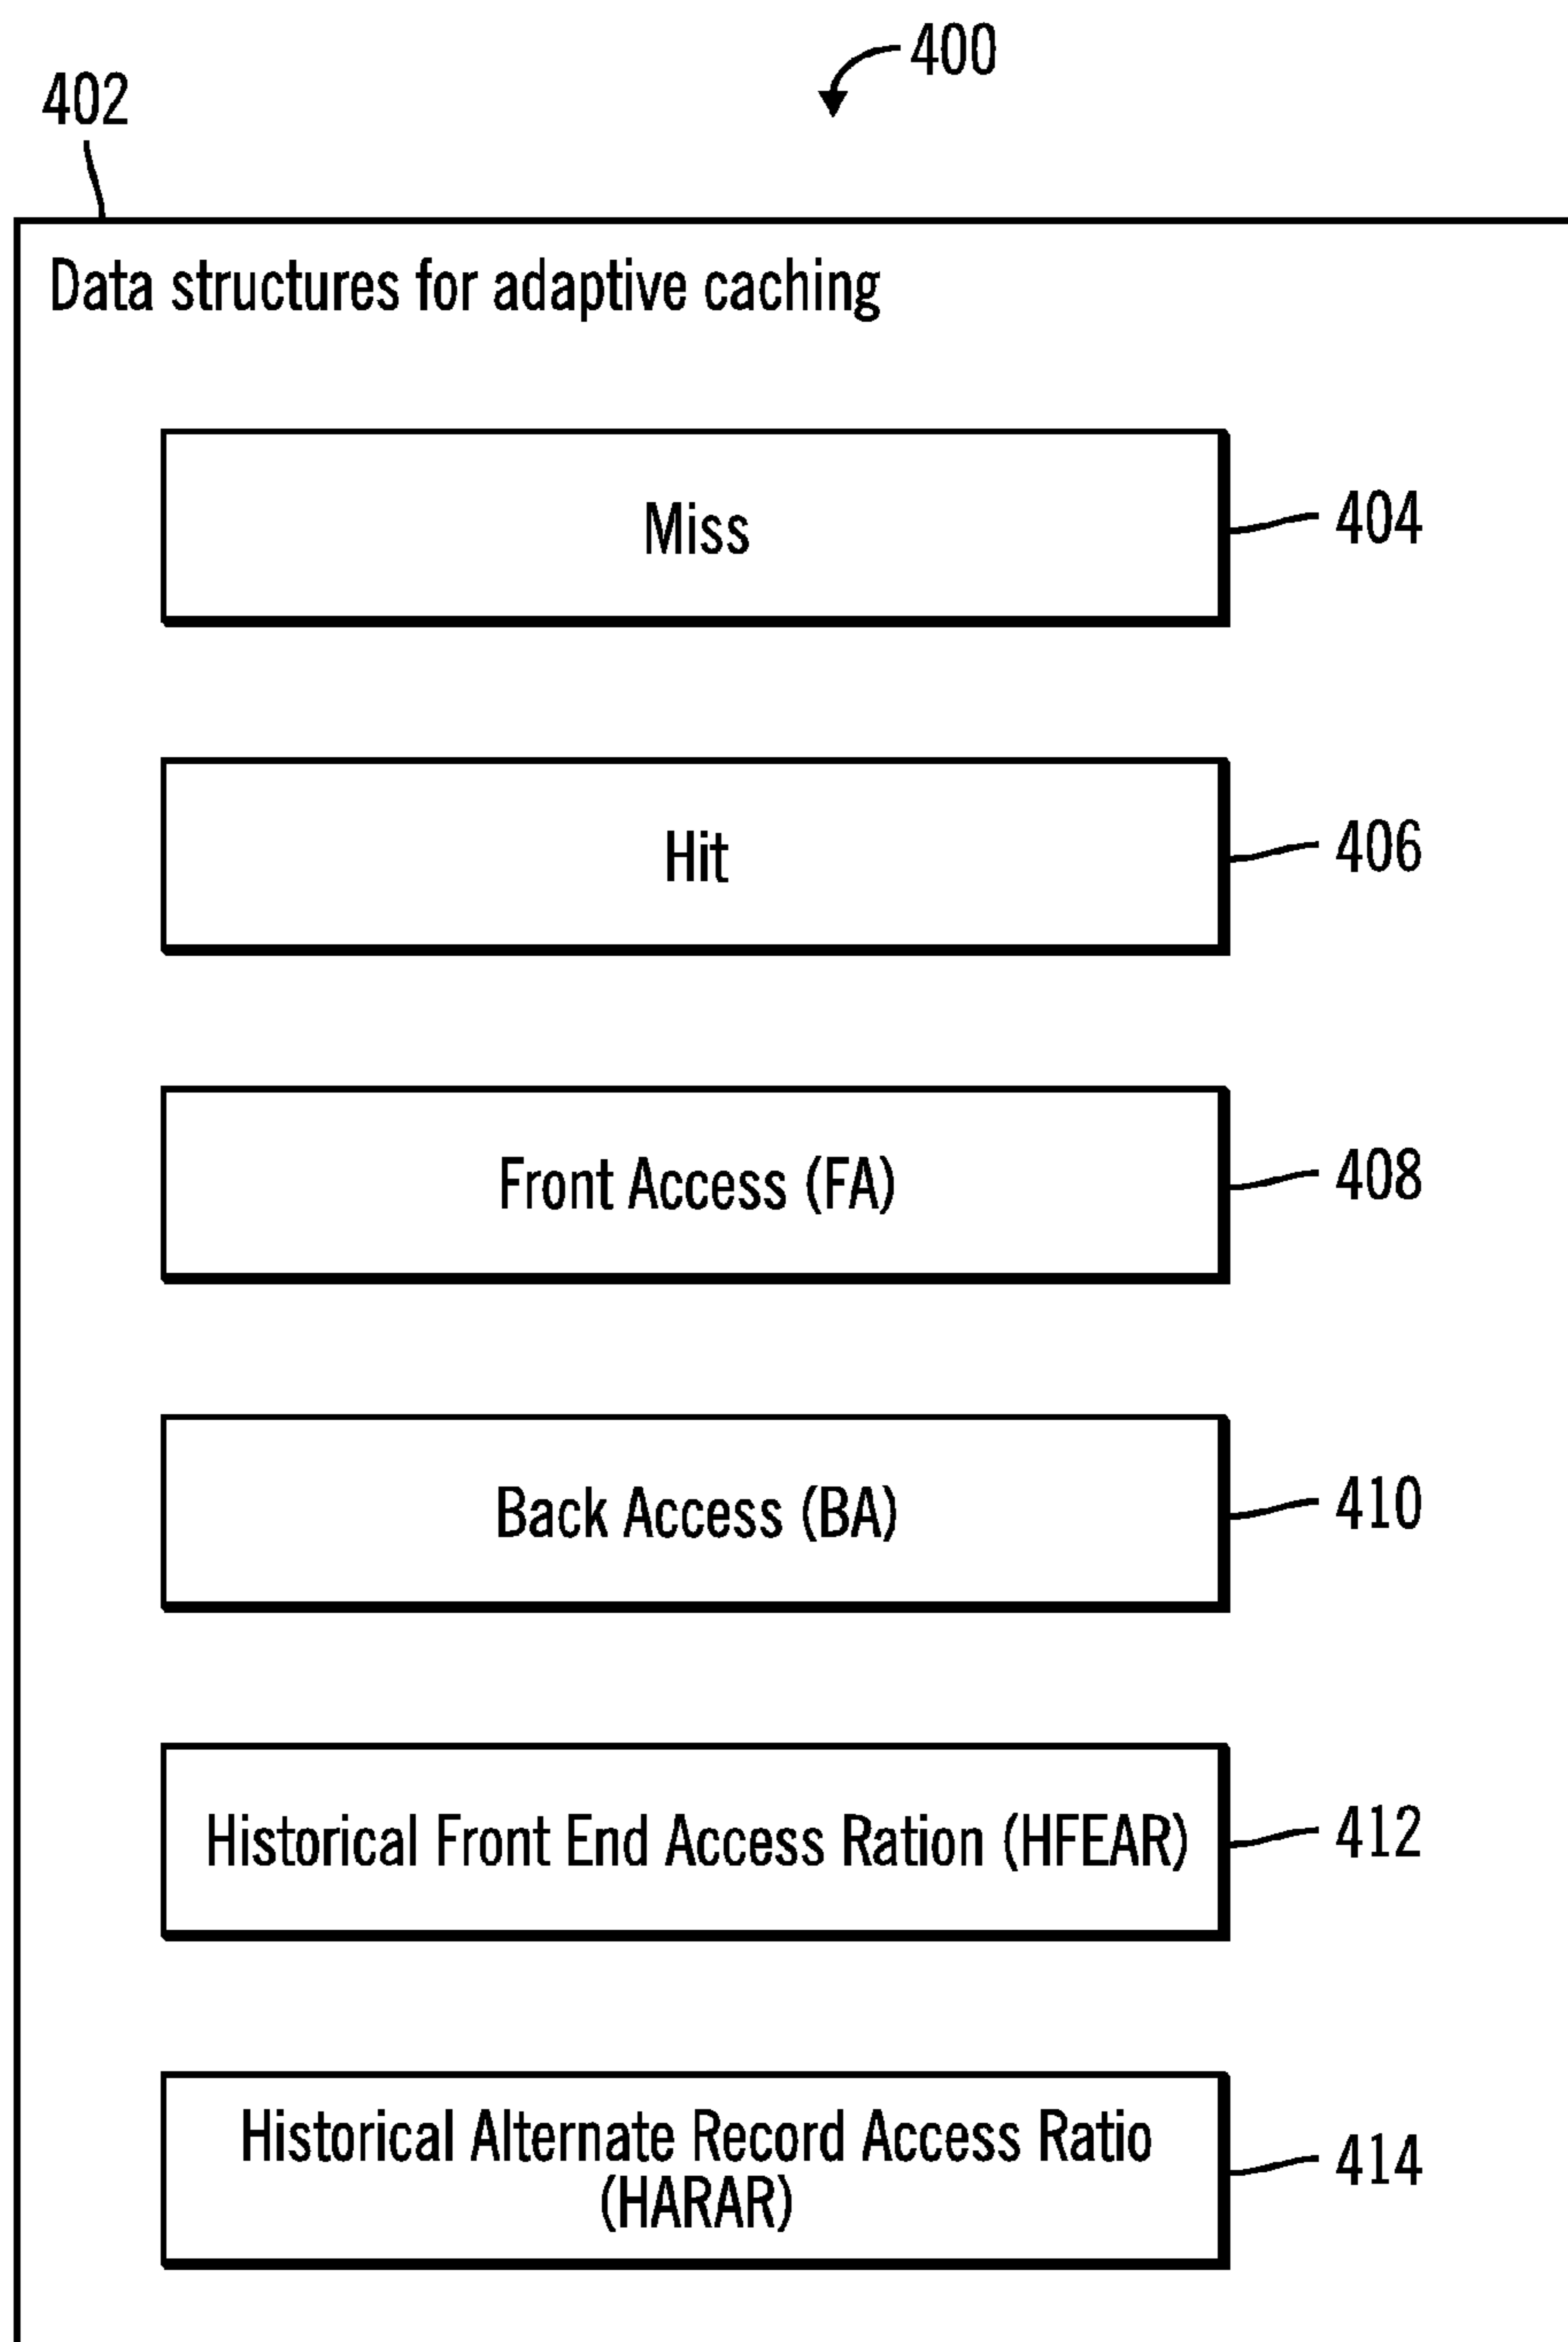 400
402
Data structures for adaptive caching
Miss
404
Hit
406
Front Access (FA)
408
Back Access (BA)
410
Historical Front End Access Ration (HFEAR)
412
Historical Alternate Record Access Ratio
(HARAR)
414